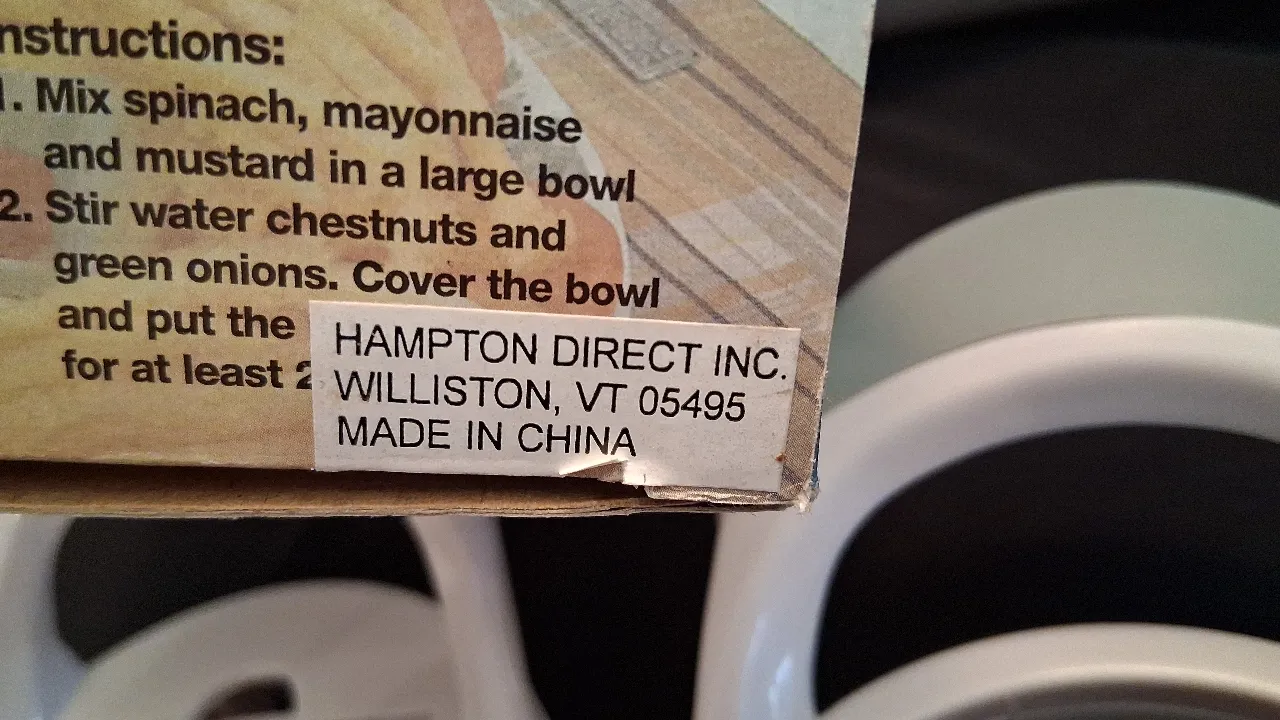 nstructions:
1. Mix spinach, mayonnaise
and mustard in a large bowl
2. Stir water chestnuts and
green onions. Cover the bowl
and put the
for at least 2
HAMPTON DIRECT INC.
WILLISTON, VT 05495
MADE IN CHINA